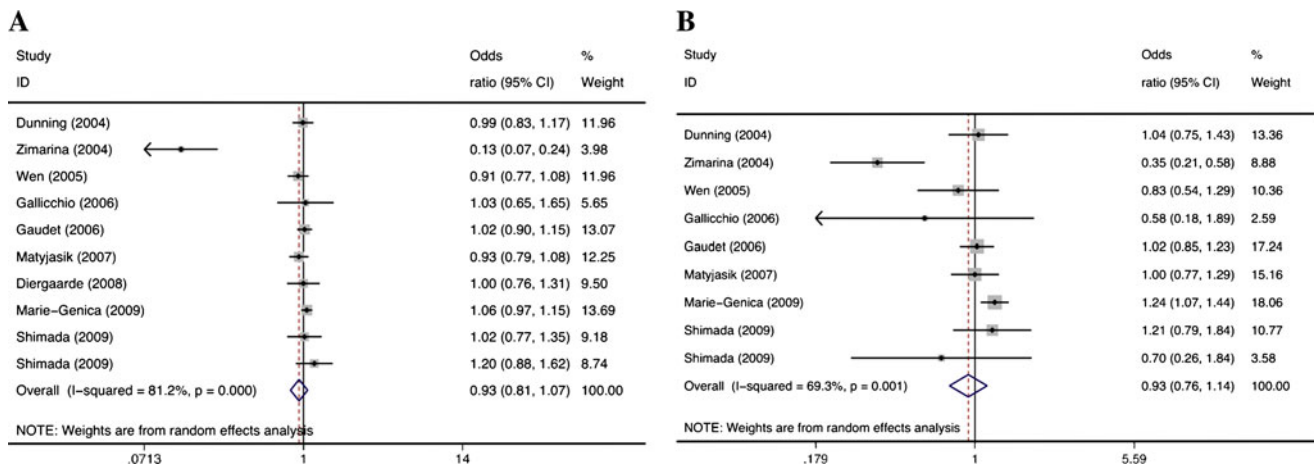 A
Study Odds %
ID ratio (95% CI) Weight
Dunning (2004) 0.99 (0.83, 1.17) 11.96
Zimarina (2004) 0.13 (0.07, 0.24) 3.98
Wen (2005) 0.91 (0.77, 1.08) 11.96
Gallicchio (2006) 1.03 (0.65, 1.65) 5.65
Gaudet (2006) 1.02 (0.90, 1.15) 13.07
Matyjasik (2007) 0.93 (0.79, 1.08) 12.25
Diergaarde (2008) 1.00 (0.76, 1.31) 9.50
Marie-Genica (2009) 1.06 (0.97, 1.15) 13.69
Shimada (2009) 1.02 (0.77, 1.35) 9.18
Shimada (2009) 1.20 (0.88, 1.62) 8.74
Overall (I-squared = 81.2%, p = 0.000) 0.93 (0.81, 1.07) 100.00
NOTE: Weights are from random effects analysis
.0713 1 14
B
Study Odds %
ID ratio (95% CI) Weight
Dunning (2004) 1.04 (0.75, 1.43) 13.36
Zimarina (2004) 0.35 (0.21, 0.58) 8.88
Wen (2005) 0.83 (0.54, 1.29) 10.36
Gallicchio (2006) 0.58 (0.18, 1.89) 2.59
Gaudet (2006) 1.02 (0.85, 1.23) 17.24
Matyjasik (2007) 1.00 (0.77, 1.29) 15.16
Marie-Genica (2009) 1.24 (1.07, 1.44) 18.06
Shimada (2009) 1.21 (0.79, 1.84) 10.77
Shimada (2009) 0.70 (0.26, 1.84) 3.58
Overall (I-squared = 69.3%, p = 0.001) 0.93 (0.76, 1.14) 100.00
NOTE: Weights are from random effects analysis
.179 1 5.59